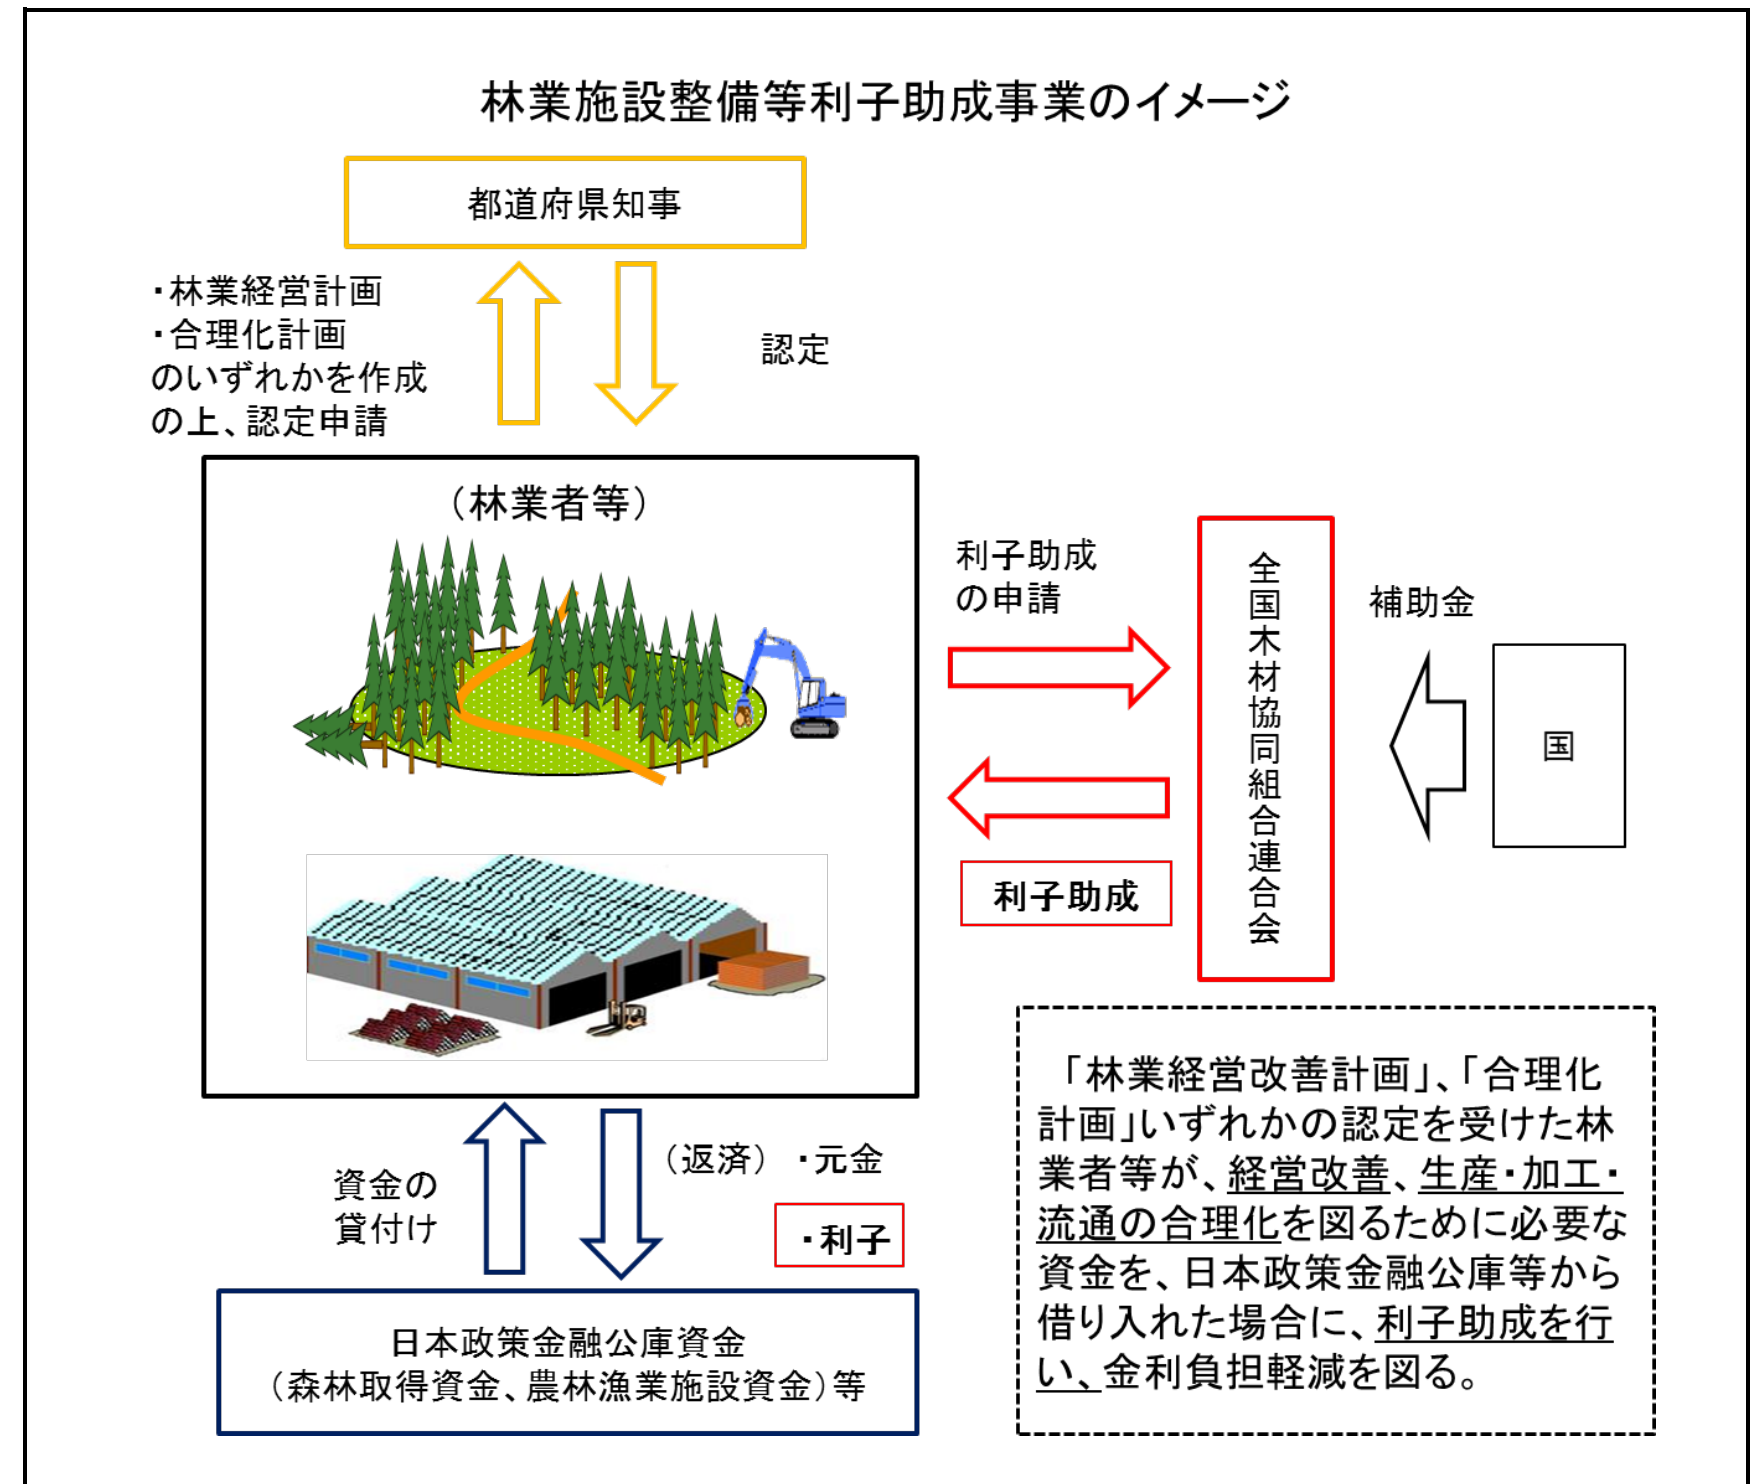 林業施設整備等利子助成事業のイメージ
都道府県知事
・林業経営計画
・合理化計画
のいずれかを作成
の上、認定申請
認定
（林業者等）
利子助成
の申請
全国木材協同組合連合会
補助金
国
利子助成
資金の
貸付け
（返済）・元金
・利子
日本政策金融公庫資金
（森林取得資金、農林漁業施設資金）等
「林業経営改善計画」、「合理化
計画」いずれかの認定を受けた林
業者等が、経営改善、生産・加工・
流通の合理化を図るために必要な
資金を、日本政策金融公庫等から
借り入れた場合に、利子助成を行
い、金利負担軽減を図る。